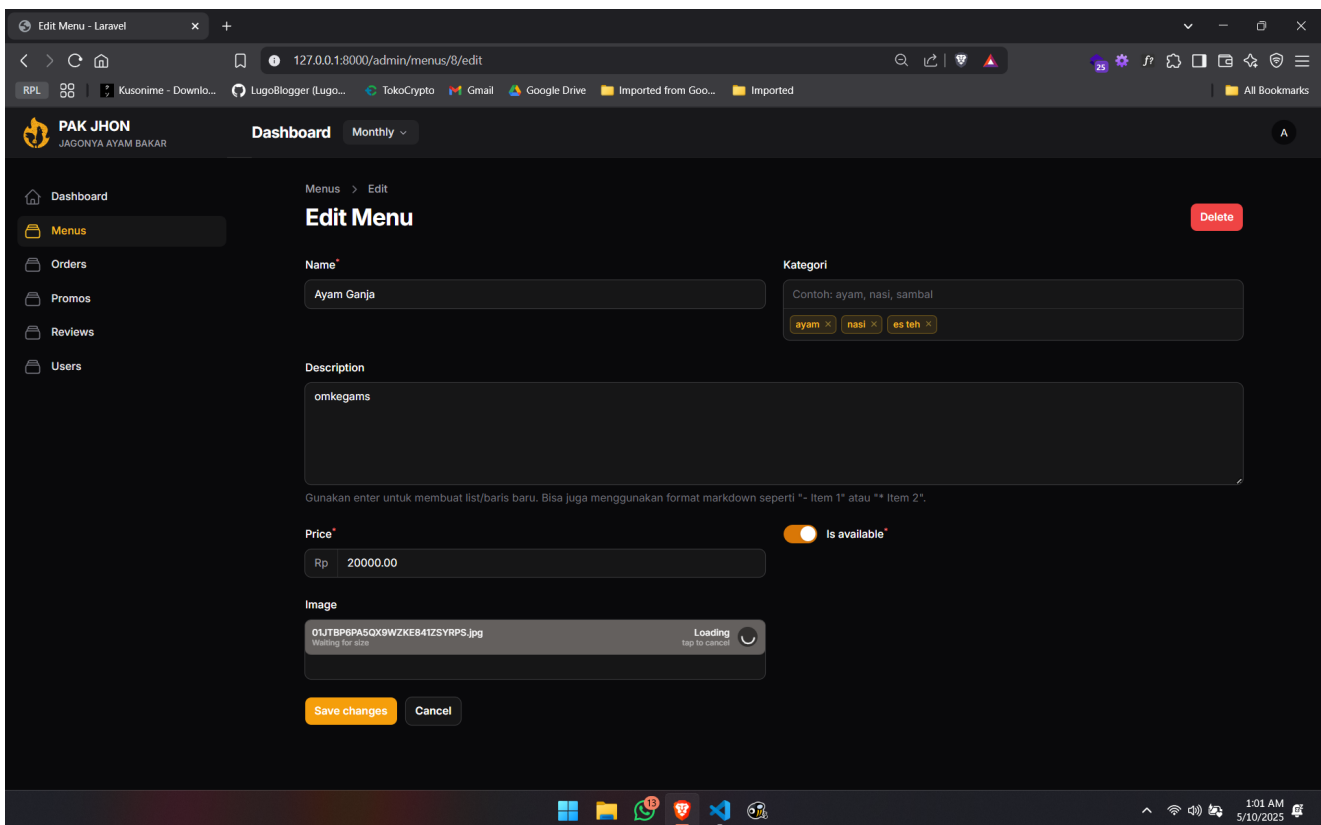 Edit Menu - Laravel
127.0.0.1:8000/admin/menus/8/edit
25
f?
RPL
Kusonime - Downlo...
LugoBlogger (Lugo...
TokoCrypto
Gmail
Google Drive
Imported from Goo...
Imported
All Bookmarks
PAK JHON
JAGONYA AYAM BAKAR
Dashboard
Monthly
A
Dashboard
Menus
Orders
Promos
Reviews
Users
Menus > Edit
Edit Menu
Delete
Name*
Ayam Ganja
Kategori
Contoh: ayam, nasi, sambal
ayam ×
nasi ×
es teh ×
Description
omkegams
Gunakan enter untuk membuat list/baris baru. Bisa juga menggunakan format markdown seperti "- Item 1" atau "* Item 2".
Price*
Rp 20000.00
Is available*
Image
01JTBP6PA5QX9WZKE841ZSYRPS.jpg
Waiting for size
Loading
tap to cancel
Save changes
Cancel
13
1:01 AM
5/10/2025